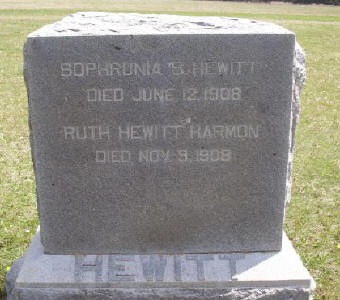 SOPHRONIA S. HEWITT
DIED JUNE 12, 1908
RUTH HEWITT HARMON
DIED NOV. 9, 1908
HEWITT